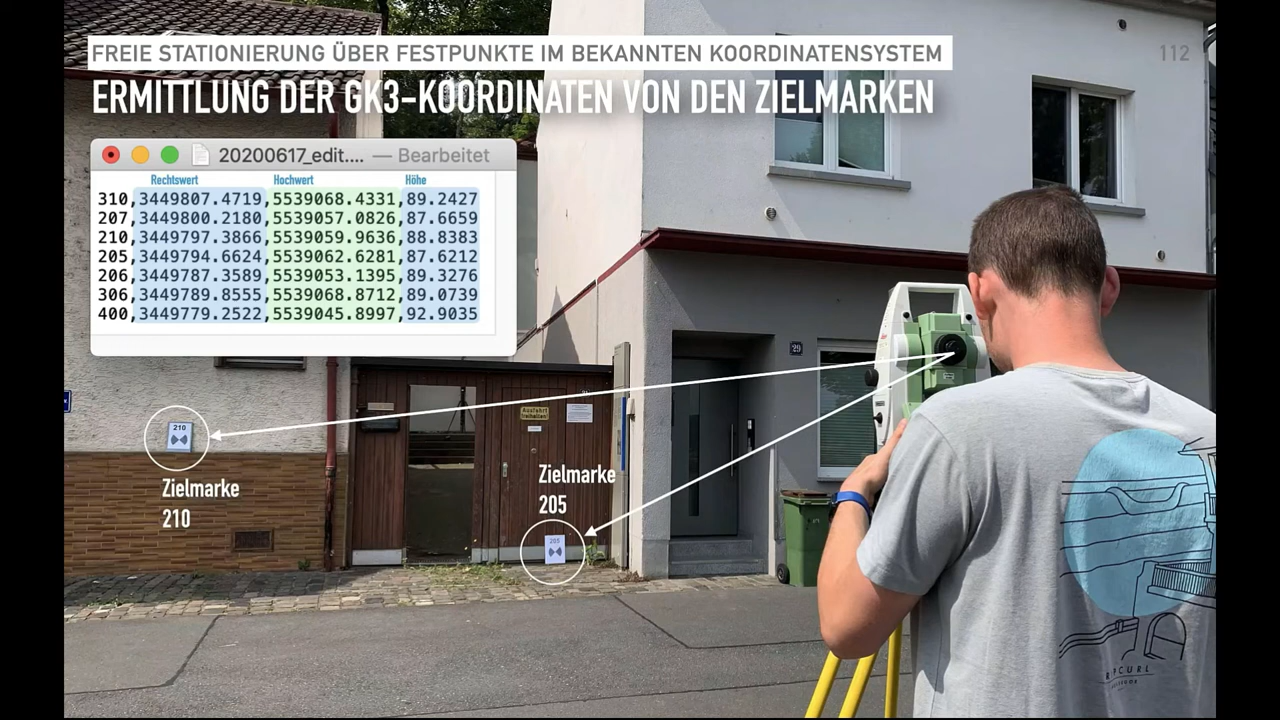 FREIE STATIONIERUNG ÜBER FESTPUNKTE IM BEKANNTEN KOORDINATENSYSTEM
112
ERMITTLUNG DER GK3-KOORDINATEN VON DEN ZIELMARKEN
20200617_edit.... — Bearbeitet
Rechtswert Hochwert Höhe
310,3449807.4719,5539068.4331,89.2427
207,3449800.2180,5539057.0826,87.6659
210,3449797.3866,5539059.9636,88.8383
205,3449794.6624,5539062.6281,87.6212
206,3449787.3589,5539053.1395,89.3276
306,3449789.8555,5539068.8712,89.0739
400,3449779.2522,5539045.8997,92.9035
29
Ausfahrt
freihalten!
210
Zielmarke
210
Zielmarke
205
205